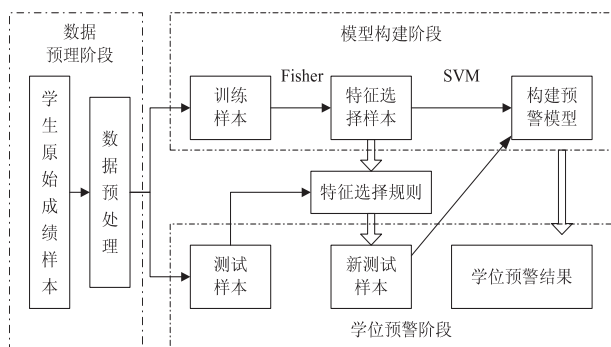 数据
预理阶段
学生原始成绩样本
数据预处理
模型构建阶段
训练
样本
Fisher
特征选
择样本
SVM
构建预
警模型
特征选择规则
测试
样本
新测试
样本
学位预警结果
学位预警阶段